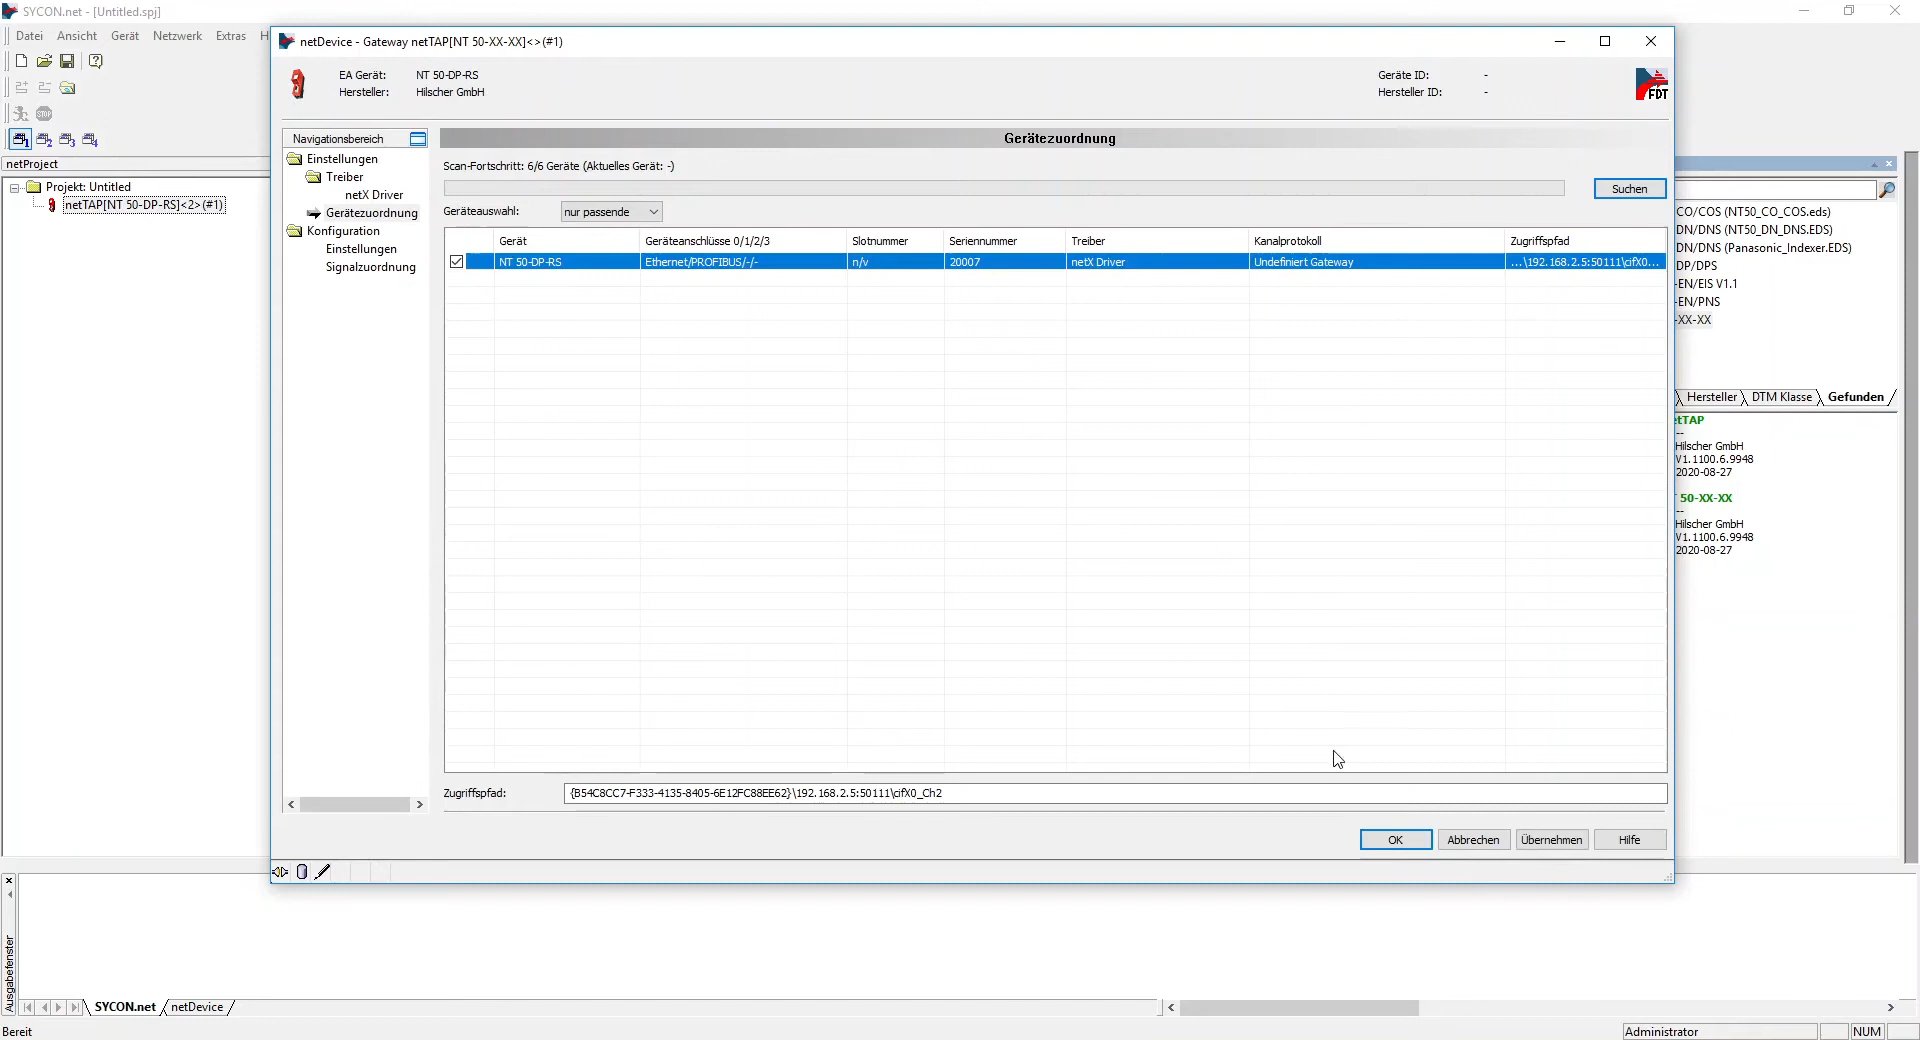 SYCON.net - [Untitled.spj]
Datei Ansicht Gerät Netzwerk Extras H
netProject
Projekt: Untitled
netTAP[NT 50-DP-RS]<2>(#1)
netDevice - Gateway netTAP[NT 50-XX-XX]<>(#1)
EA Gerät: NT 50-DP-RS
Hersteller: Hilscher GmbH
Geräte ID: -
Hersteller ID: -
FDT
Navigationsbereich
Einstellungen
Treiber
netX Driver
Gerätezuordnung
Konfiguration
Einstellungen
Signalzuordnung
Gerätezuordnung
Scan-Fortschritt: 6/6 Geräte (Aktuelles Gerät: -)
Suchen
Geräteauswahl: nur passende
Gerät Geräteanschlüsse 0/1/2/3 Slotnummer Seriennummer Treiber Kanalprotokoll Zugriffspfad
NT 50-DP-RS Ethernet/PROFIBUS/-/- n/v 20007 netX Driver Undefiniert Gateway ...\192.168.2.5:50111\cifX0...
Zugriffspfad: {B54C8CC7-F333-4135-8405-6E12FC88EE62}\192.168.2.5:50111\cifX0_Ch2
OK Abbrechen Übernehmen Hilfe
CO/COS (NT50_CO_COS.eds)
DN/DNS (NT50_DN_DNS.EDS)
DN/DNS (Panasonic_Indexer.EDS)
DP/DPS
-EN/EIS V1.1
-EN/PNS
-XX-XX
Hersteller DTM Klasse Gefunden
etTAP
--
Hilscher GmbH
V1.1100.6.9948
2020-08-27
50-XX-XX
--
Hilscher GmbH
V1.1100.6.9948
2020-08-27
Ausgabefenster
SYCON.net netDevice
Bereit
Administrator NUM